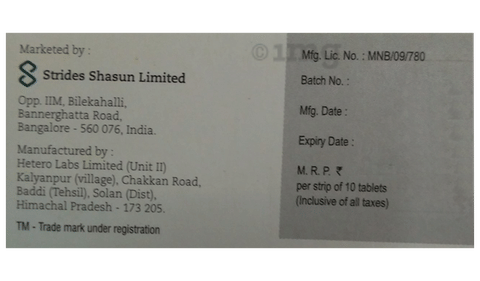 Marketed by :
Strides Shasun Limited
Opp. IIM, Bilekahalli,
Bannerghatta Road,
Bangalore - 560 076, India.
Manufactured by :
Hetero Labs Limited (Unit II)
Kalyanpur (village), Chakkan Road,
Baddi (Tehsil), Solan (Dist),
Himachal Pradesh - 173 205.
TM - Trade mark under registration
©1mg
Mfg. Lic. No. : MNB/09/780
Batch No. :
Mfg. Date :
Expiry Date :
M. R. P. ₹
per strip of 10 tablets
(Inclusive of all taxes)